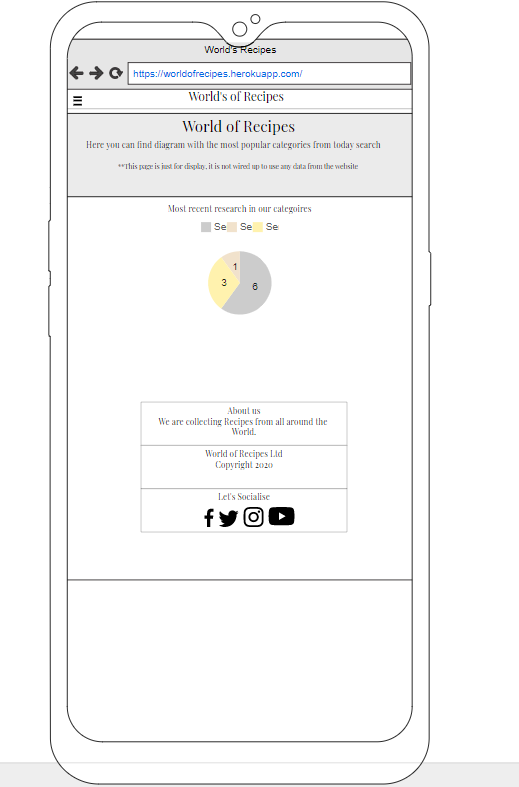 World's Recipes
https://worldofrecipes.herokuapp.com/
World's of Recipes
World of Recipes
Here you can find diagram with the most popular categories from today search
**This page is just for display, it is not wired up to use any data from the website
Most recent research in our categoires
Se Se Se
1
3
6
About us
We are collecting Recipes from all around the
World.
World of Recipes Ltd
Copyright 2020
Let's Socialise